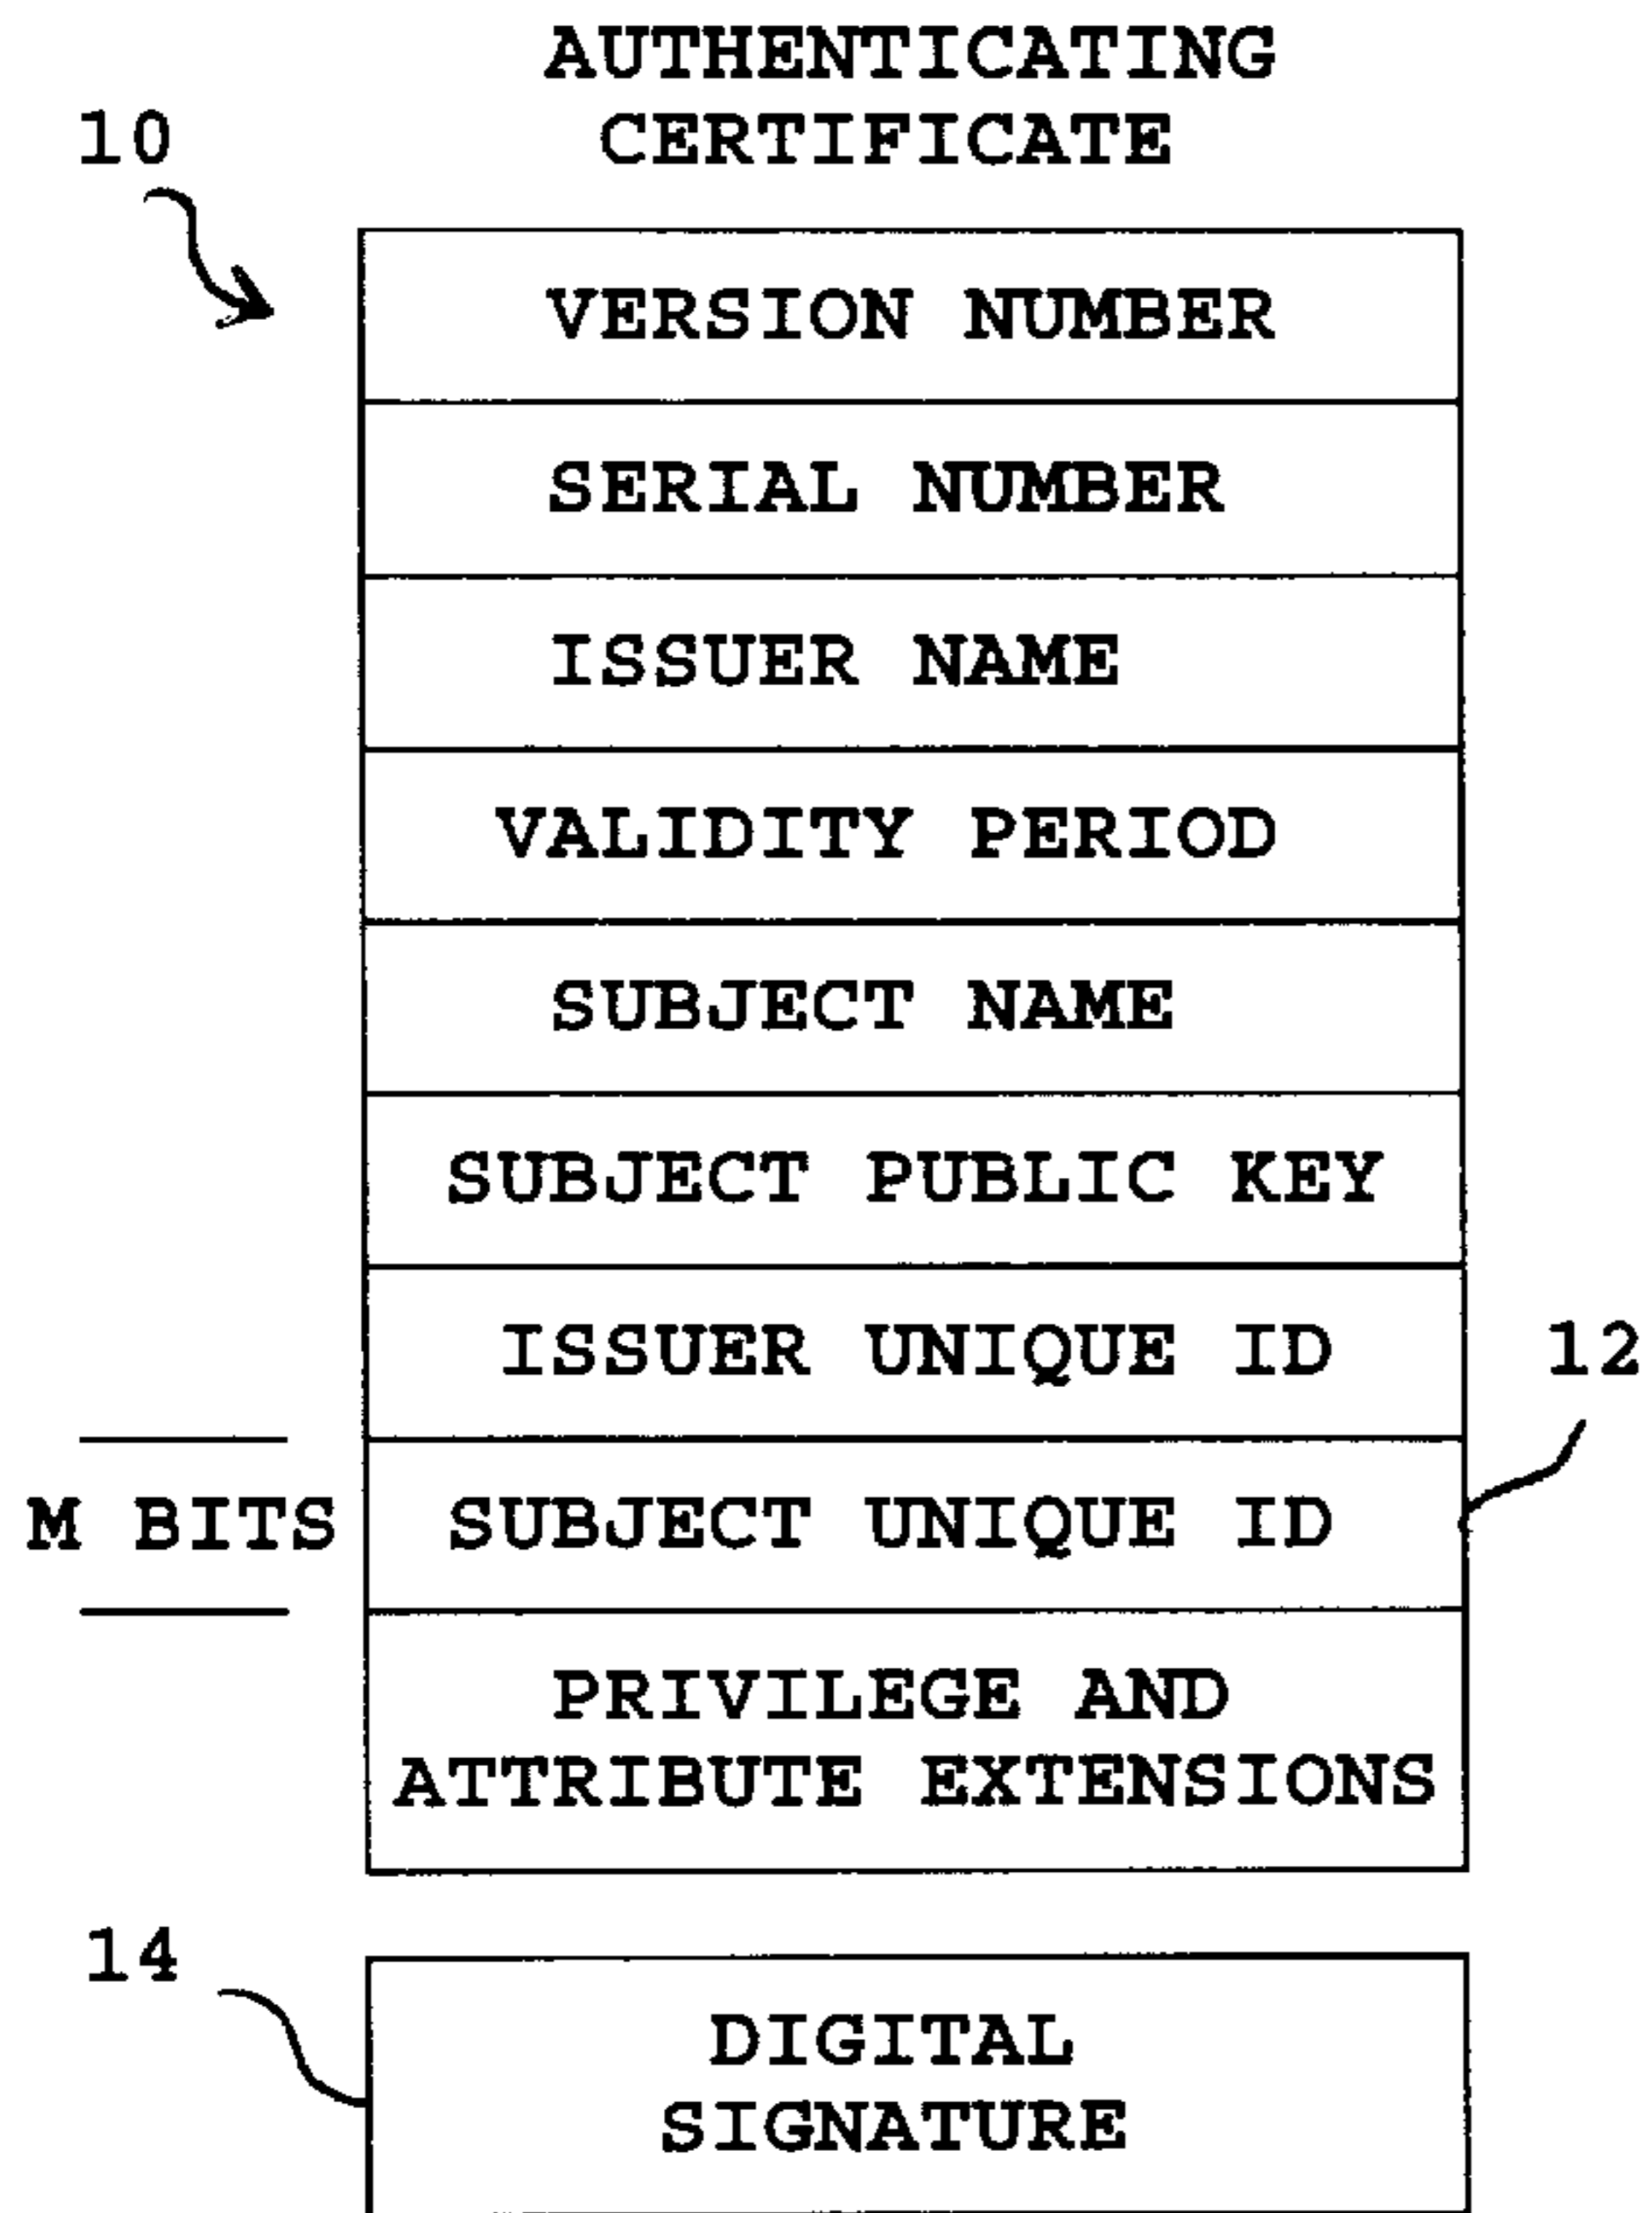 AUTHENTICATING
CERTIFICATE
10
VERSION NUMBER
SERIAL NUMBER
ISSUER NAME
VALIDITY PERIOD
SUBJECT NAME
SUBJECT PUBLIC KEY
ISSUER UNIQUE ID
12
M BITS
SUBJECT UNIQUE ID
PRIVILEGE AND
ATTRIBUTE EXTENSIONS
14
DIGITAL
SIGNATURE